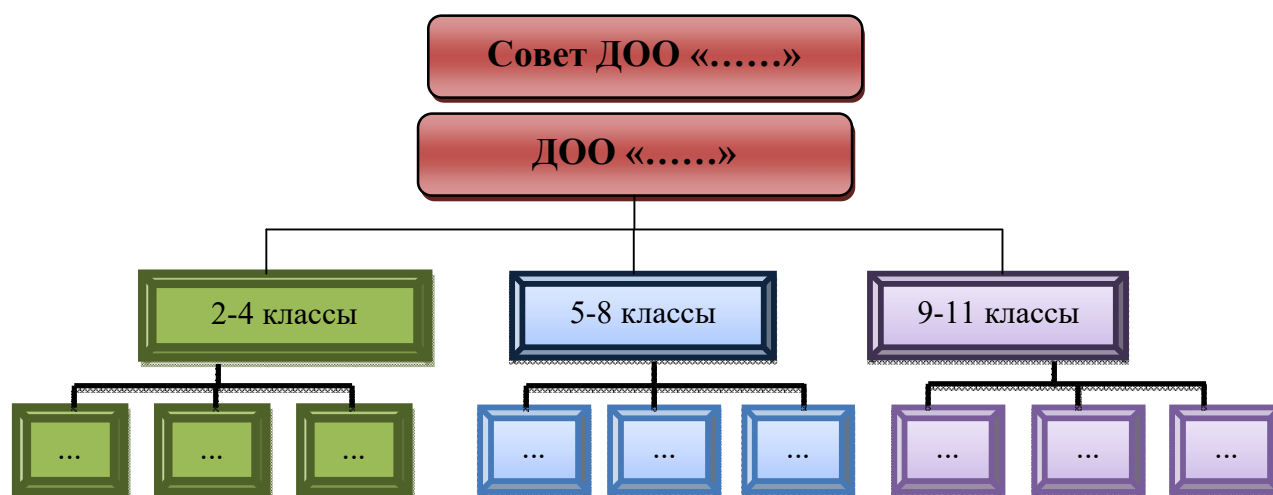 Совет ДОО «……»
ДОО «……»
2-4 классы
5-8 классы
9-11 классы
...
...
...
...
...
...
...
...
...